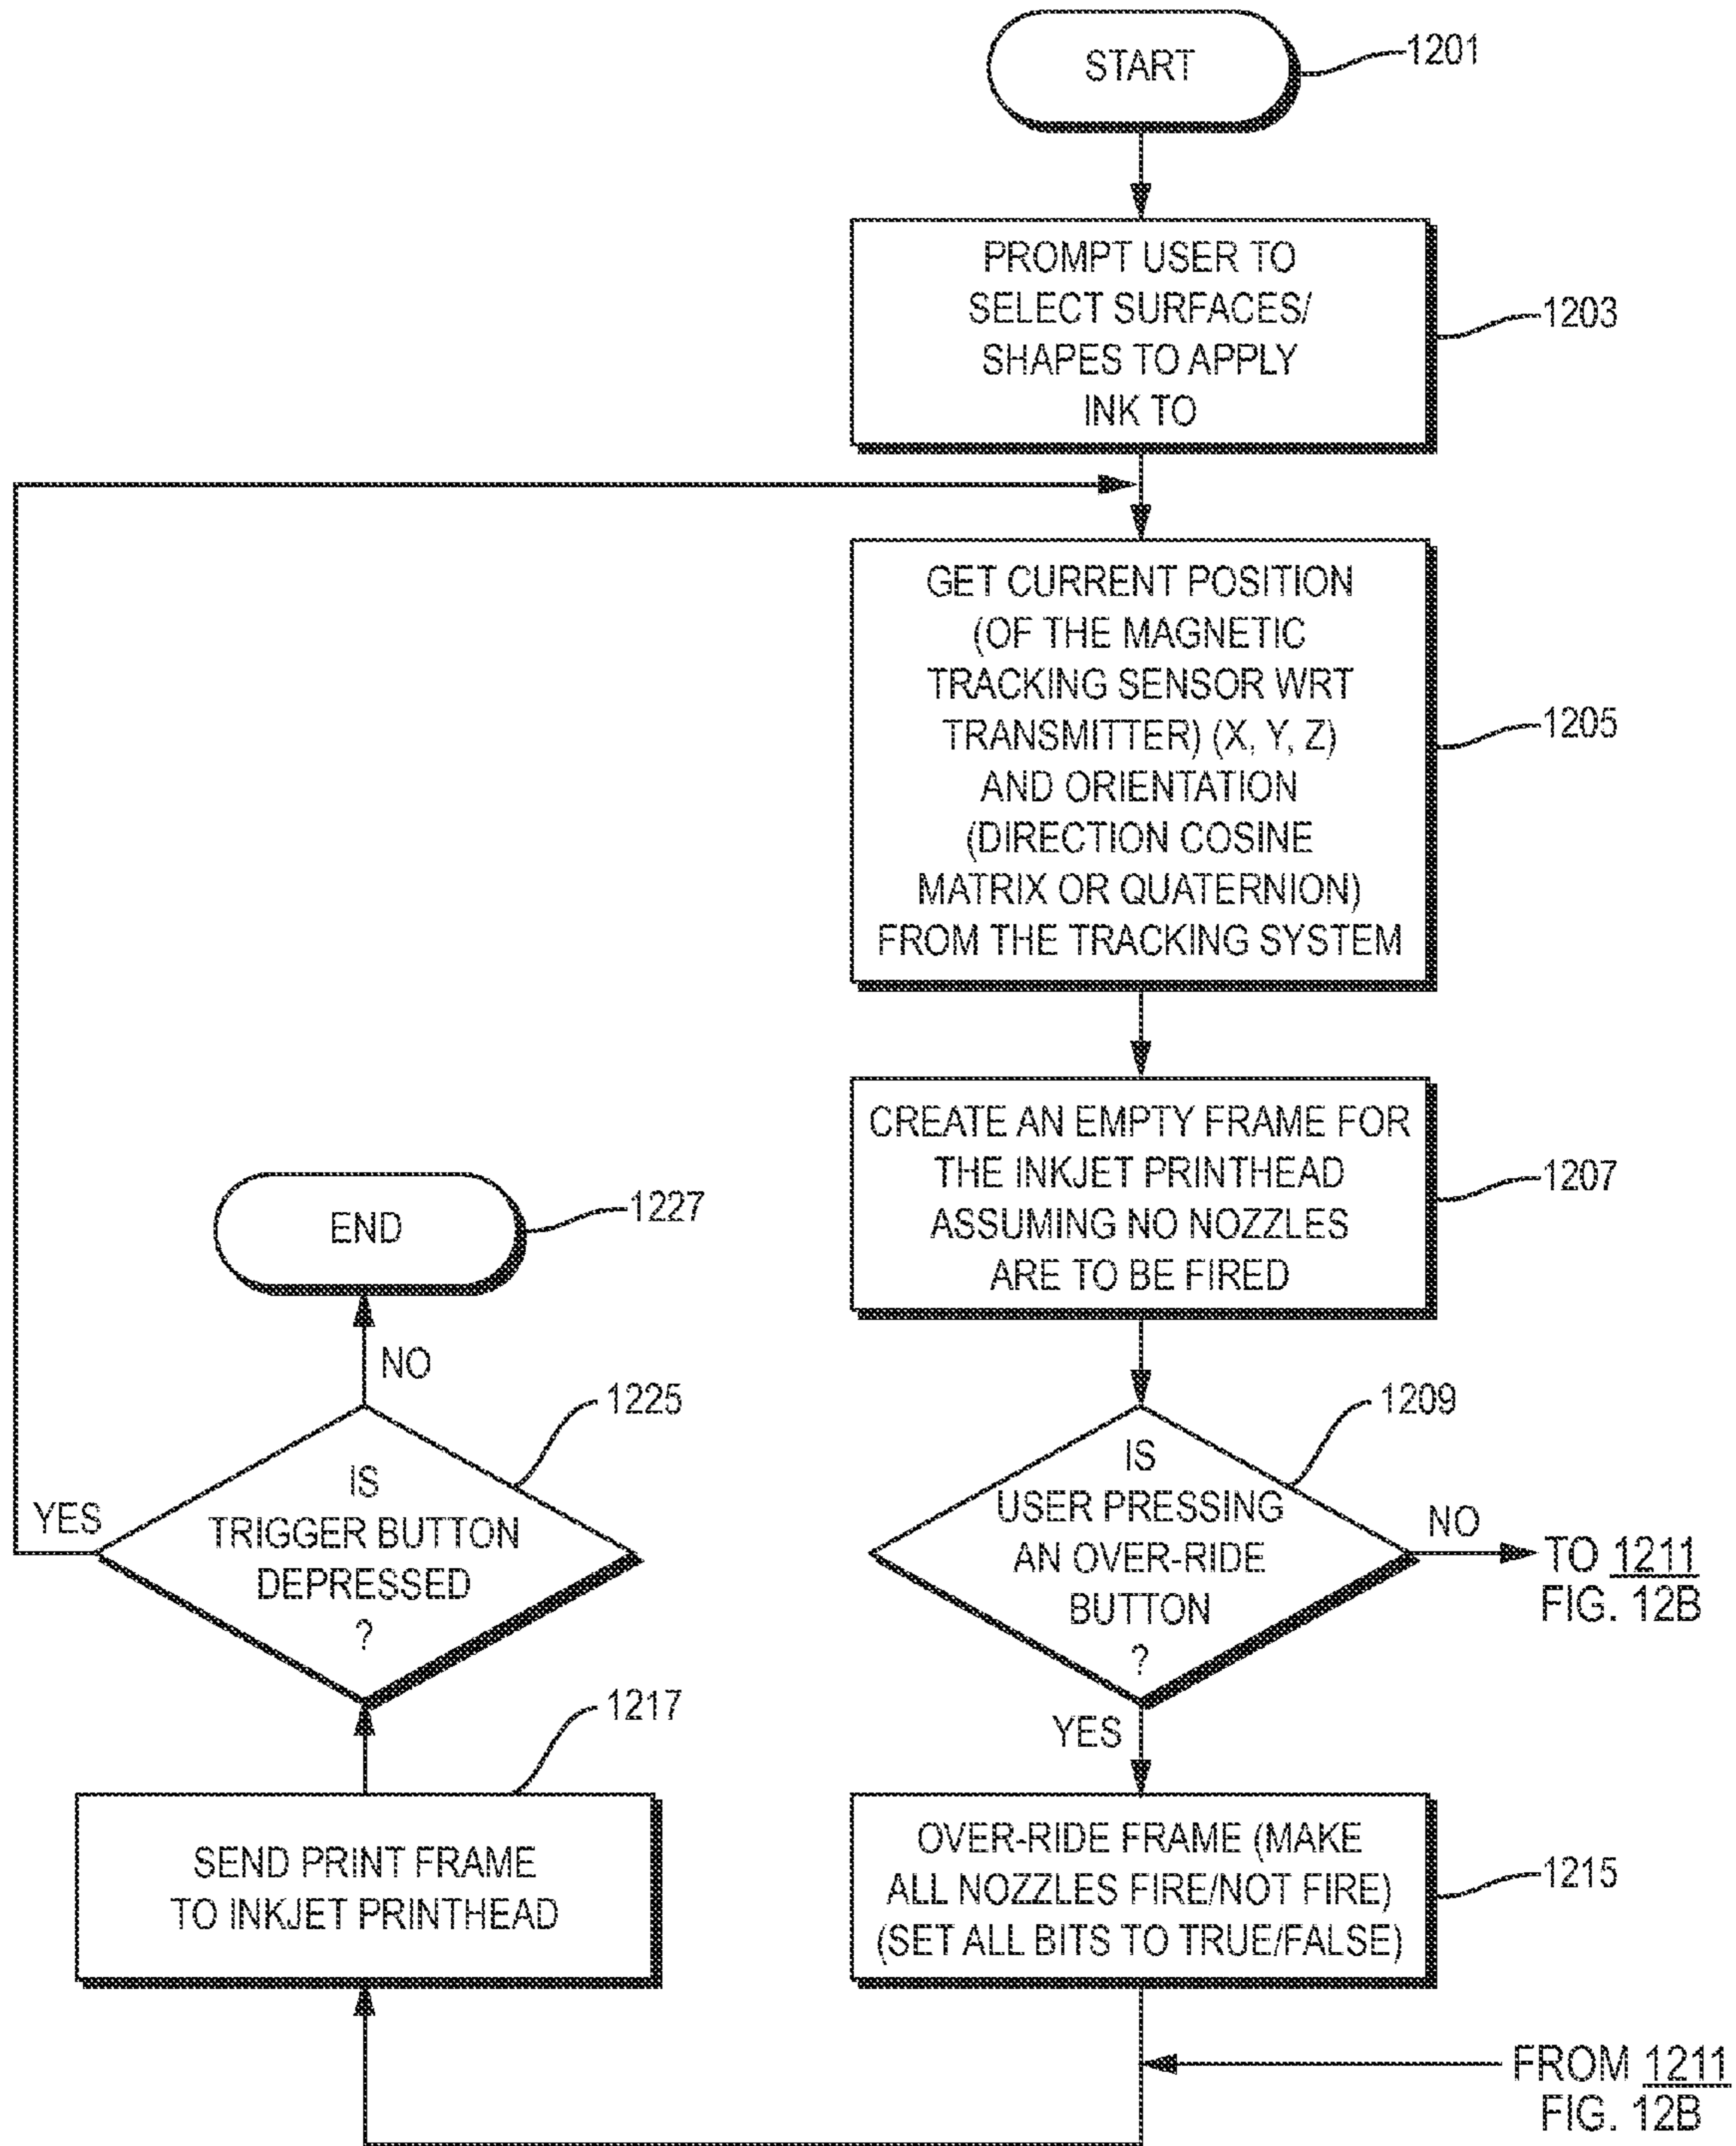 START
1201
PROMPT USER TO
SELECT SURFACES/
SHAPES TO APPLY
INK TO
1203
GET CURRENT POSITION
(OF THE MAGNETIC
TRACKING SENSOR WRT
TRANSMITTER) (X, Y, Z)
AND ORIENTATION
(DIRECTION COSINE
MATRIX OR QUATERNION)
FROM THE TRACKING SYSTEM
1205
CREATE AN EMPTY FRAME FOR
THE INKJET PRINTHEAD
ASSUMING NO NOZZLES
ARE TO BE FIRED
1207
IS
USER PRESSING
AN OVER-RIDE
BUTTON
?
1209
NO
TO 1211
FIG. 12B
YES
OVER-RIDE FRAME (MAKE
ALL NOZZLES FIRE/NOT FIRE)
(SET ALL BITS TO TRUE/FALSE)
1215
FROM 1211
FIG. 12B
SEND PRINT FRAME
TO INKJET PRINTHEAD
1217
IS
TRIGGER BUTTON
DEPRESSED
?
1225
YES
NO
END
1227